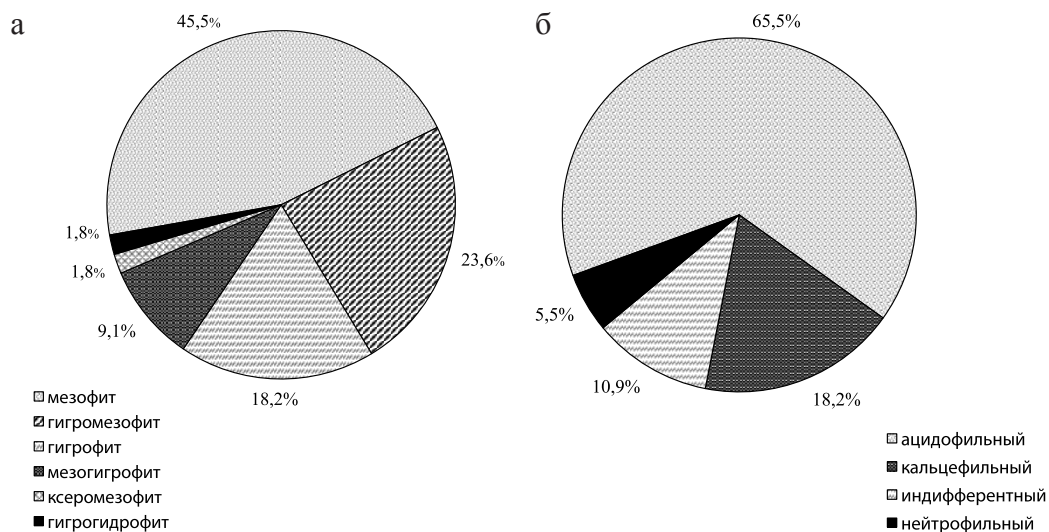 а
45,5%
23,6%
18,2%
9,1%
1,8%
1,8%
мезофит
гигромезофит
гигрофит
мезогигрофит
ксеромезофит
гигрогидрофит
б
65,5%
18,2%
10,9%
5,5%
ацидофильный
кальцефильный
индифферентный
нейтрофильный